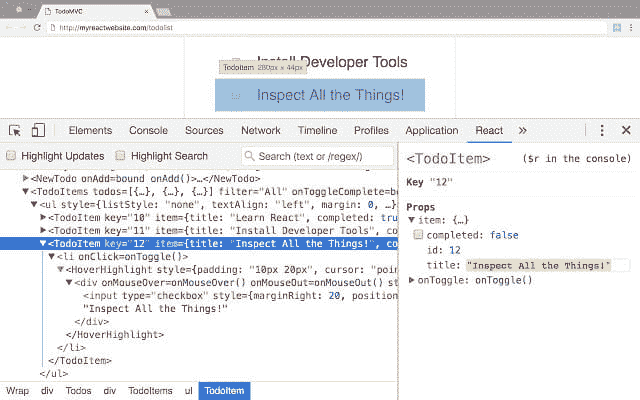 TodoMVC
http://myreactwebsite.com/todolist
Install Developer Tools
TodoItem 280px × 44px
Inspect All the Things!
Elements Console Sources Network Timeline Profiles Application React »
Highlight Updates Highlight Search Search (text or /regex/)
<NewTodo onAdd=bound onAdd()>…</NewTodo>
<TodoItems todos=[{…}, {…}, {…}] filter="All" onToggleComplete=bo
<ul style={listStyle: "none", textAlign: "left", margin: 0, …}
<TodoItem key="10" item={title: "Learn React", completed: tru
<TodoItem key="11" item={title: "Install Developer Tools", co
<TodoItem key="12" item={title: "Inspect All the Things!", co
<li onClick=onToggle()>
<HoverHighlight style={padding: "10px 20px", cursor: "poin
<div onMouseOver=onMouseOver() onMouseOut=onMouseOut() st
<input type="checkbox" style={marginRight: 20, position
"Inspect All the Things!"
</div>
</HoverHighlight>
</li>
</TodoItem>
</ul>
Wrap div Todos div TodoItems ul TodoItem
<TodoItem> ($r in the console)
Key "12"
Props
item: {…}
completed: false
id: 12
title: "Inspect All the Things!"
onToggle: onToggle()